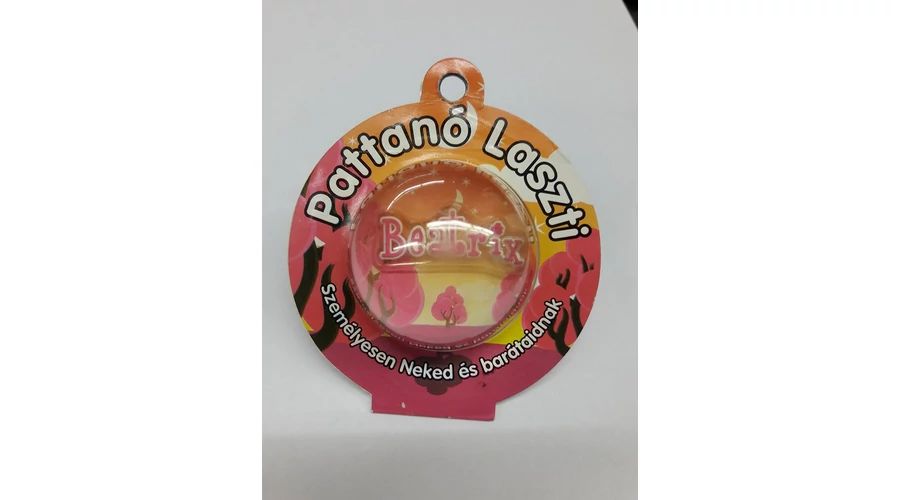 Pattanó Laszti
Beatrix
Személyesen Neked és barátaidnak